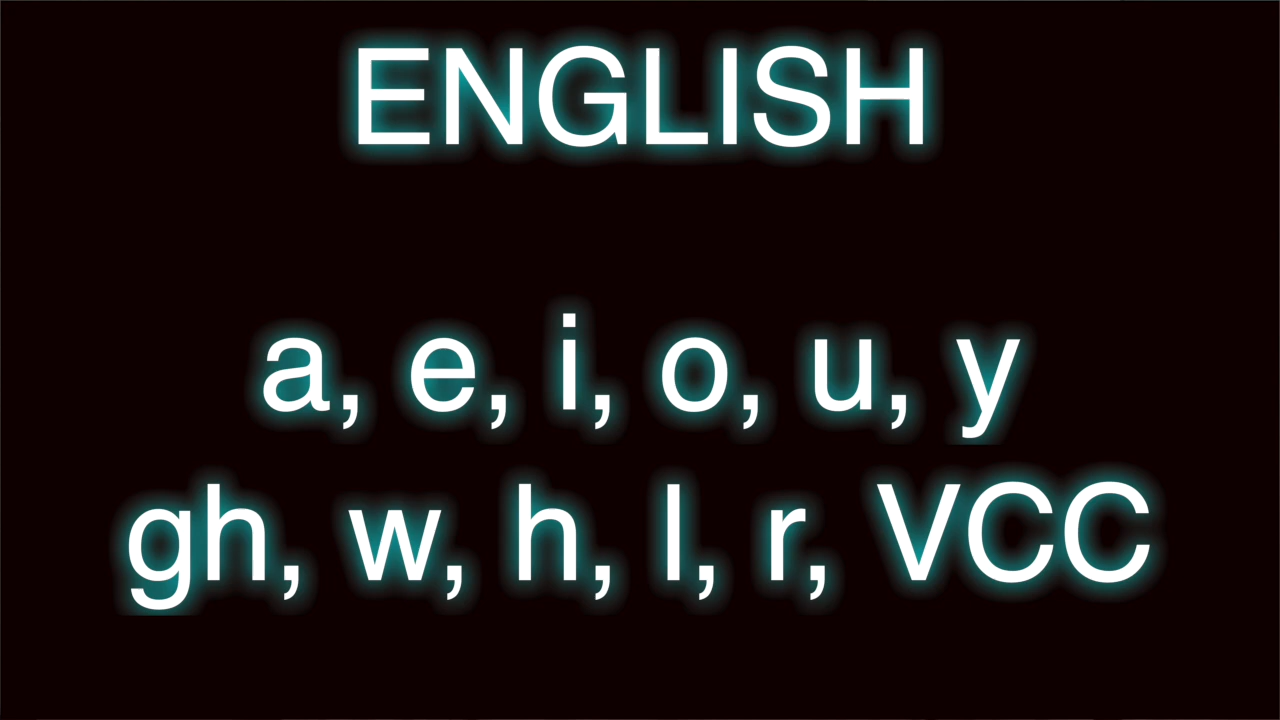 ENGLISH
a, e, i, o, u, y
gh, w, h, l, r, VCC